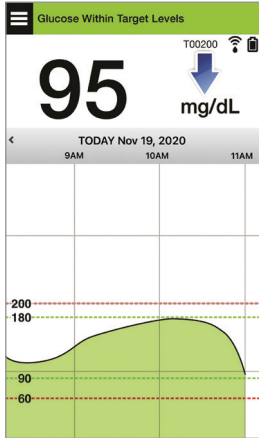 Glucose Within Target Levels
T00200
95
mg/dL
< TODAY Nov 19, 2020
9AM 10AM 11AM
200
180
90
60